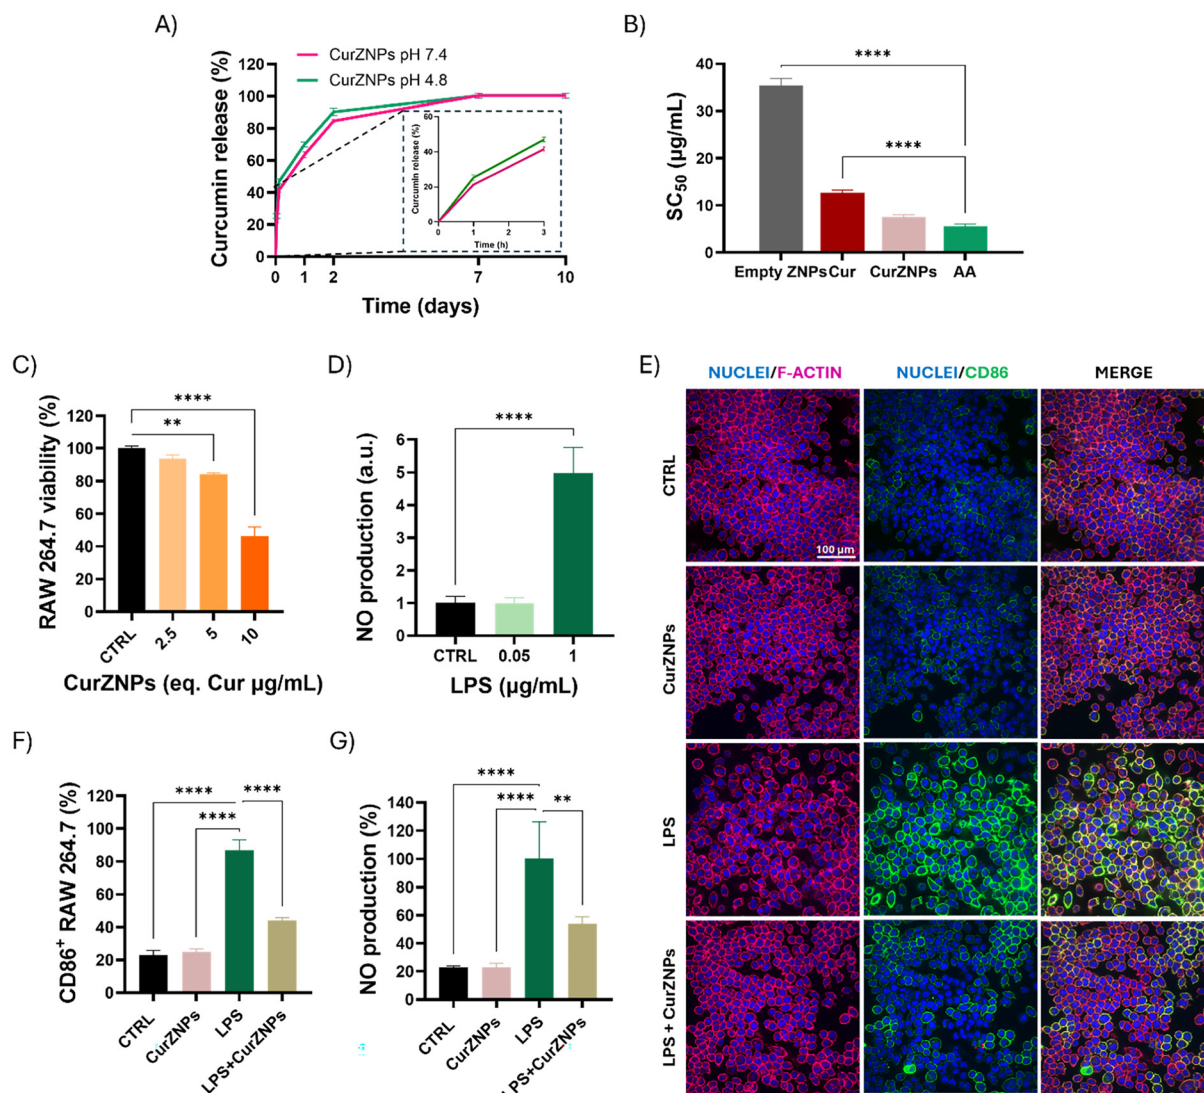 A)
CurZNPs pH 7.4
CurZNPs pH 4.8
Curcumin release (%)
120
100
80
60
40
20
0
0 1 2 7 10
Time (days)
Curcumin release (%)
60
40
20
0
0 1 2 3
Time (h)
B)
****
****
SC50 (µg/mL)
40
30
20
10
0
Empty ZNPs Cur CurZNPs AA
C)
****
**
RAW 264.7 viability (%)
120
100
80
60
40
20
0
CTRL 2.5 5 10
CurZNPs (eq. Cur µg/mL)
D)
****
NO production (a.u.)
6
5
4
3
2
1
0
CTRL 0.05 1
LPS (µg/mL)
E)
NUCLEI/F-ACTIN NUCLEI/CD86 MERGE
CTRL
100 µm
CurZNPs
LPS
LPS + CurZNPs
F)
**** ****
****
CD86+ RAW 264.7 (%)
120
100
80
60
40
20
0
CTRL CurZNPs LPS LPS+CurZNPs
G)
****
**** **
NO production (%)
140
120
100
80
60
40
20
0
CTRL CurZNPs LPS LPS+CurZNPs